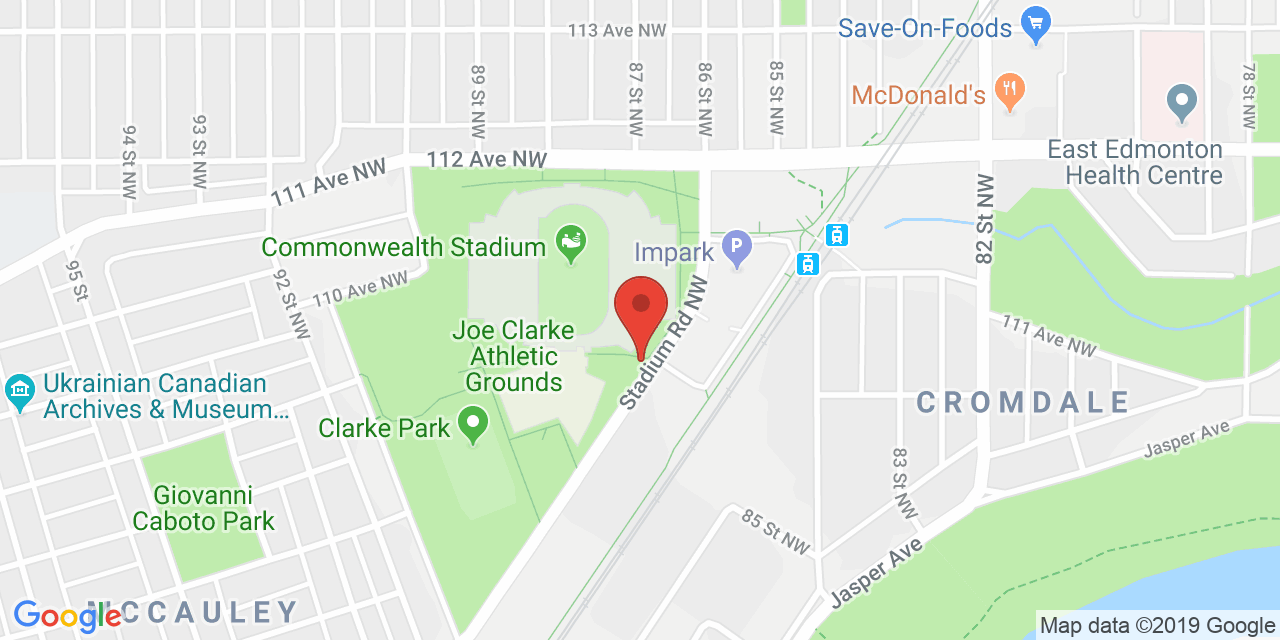 113 Ave NW
Save-On-Foods
McDonald's
89 St NW
87 St NW
86 St NW
85 St NW
78 St NW
94 St NW
93 St NW
112 Ave NW
111 Ave NW
East Edmonton
Health Centre
82 St NW
Commonwealth Stadium
Impark
P
95 St
92 St NW
110 Ave NW
Stadium Rd NW
111 Ave NW
Joe Clarke
Athletic
Grounds
Ukrainian Canadian
Archives & Museum...
CROMDALE
Clarke Park
Jasper Ave
83 St NW
Giovanni
Caboto Park
85 St NW
Jasper Ave
Google
MCCAULEY
Map data ©2019 Google